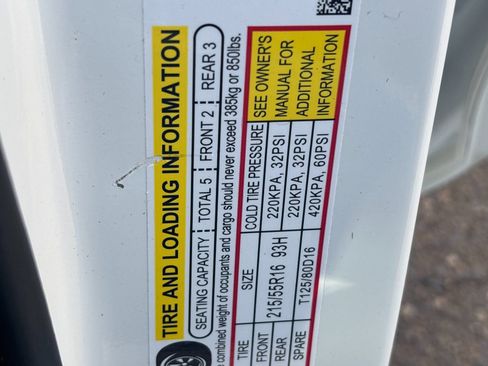 TIRE AND LOADING INFORMATION
SEATING CAPACITY | TOTAL 5 | FRONT 2 | REAR 3
combined weight of occupants and cargo should never exceed 385kg or 850lbs.
TIRE SIZE COLD TIRE PRESSURE SEE OWNER'S
FRONT 215/55R16 93H 220KPA, 32PSI MANUAL FOR
REAR 220KPA, 32PSI ADDITIONAL
SPARE T125/80D16 420KPA, 60PSI INFORMATION